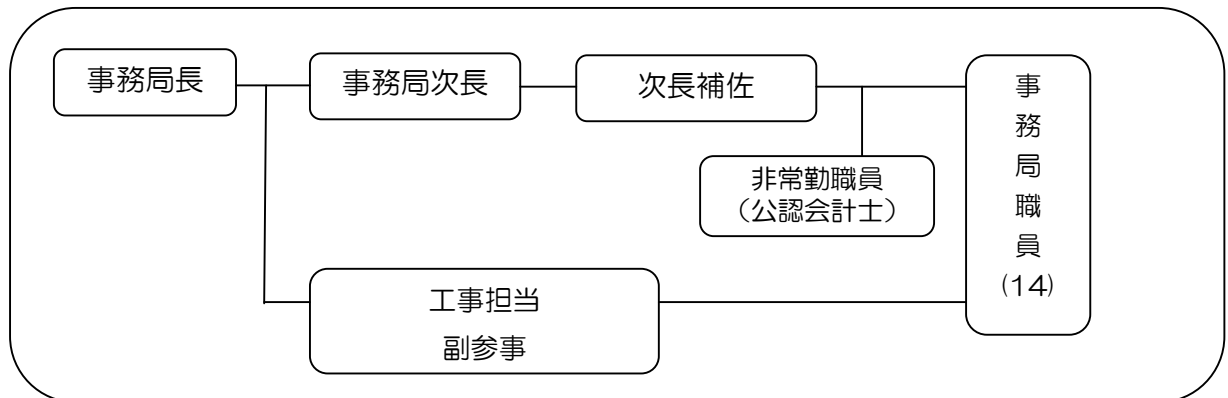 事務局長
事務局次長
次長補佐
非常勤職員
（公認会計士）
工事担当
副参事
事務局職員
(14)